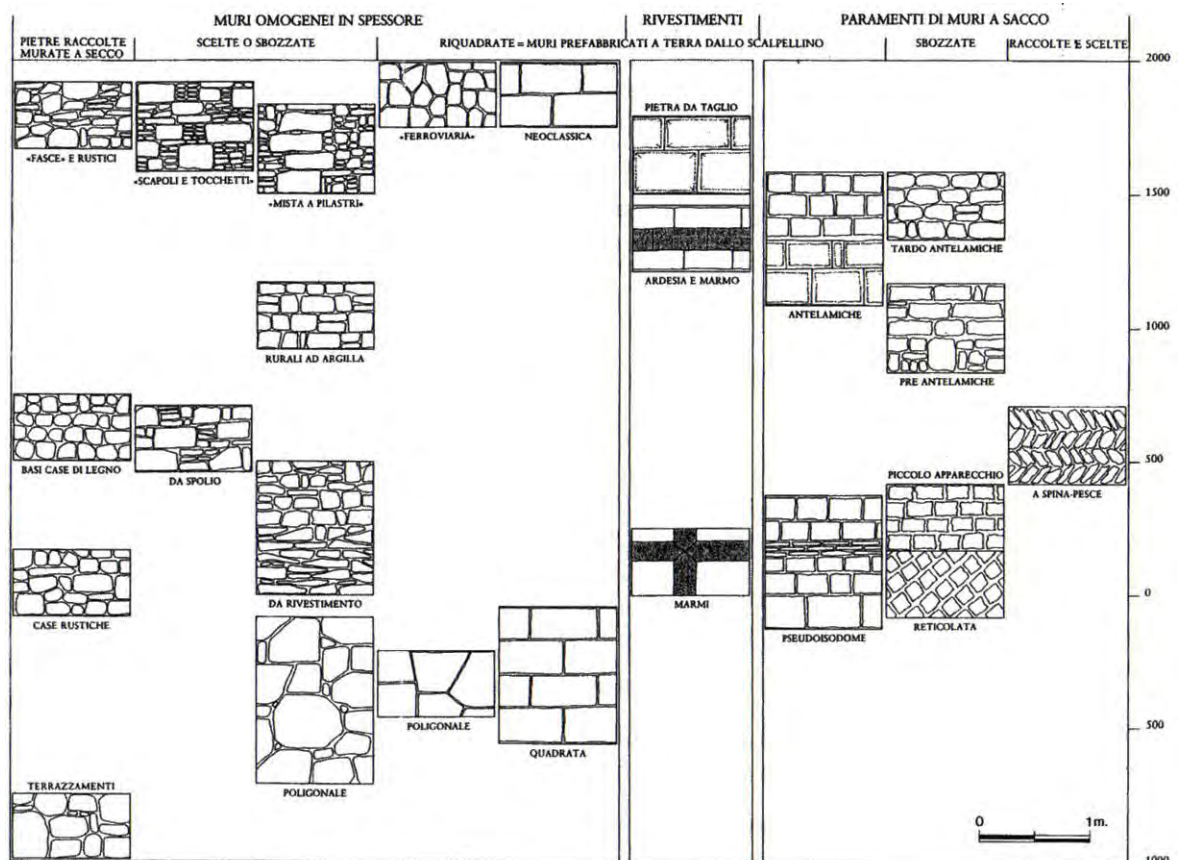 MURI OMOGENEI IN SPESSORE
RIVESTIMENTI
PARAMENTI DI MURI A SACCO
PIETRE RACCOLTE
MURATE A SECCO
SCELTE O SBOZZATE
RIQUADRATE = MURI PREFABBRICATI A TERRA DALLO SCALPELLINO
SBOZZATE
RACCOLTE E SCELTE
2000
PIETRA DA TAGLIO
«FERROVIARIA»
NEOCLASSICA
«FASCE» E RUSTICI
«SCAPOLI E TOCCHETTI»
«MISTA A PILASTRI»
1500
TARDO ANTELAMICHE
ARDESIA E MARMO
ANTELAMICHE
1000
RURALI AD ARGILLA
PRE ANTELAMICHE
BASI CASE DI LEGNO
DA SPOLIO
PICCOLO APPARECCHIO
500
A SPINA-PESCE
DA RIVESTIMENTO
MARMI
0
CASE RUSTICHE
RETICOLATA
PSEUDOISODOME
POLIGONALE
QUADRATA
500
TERRAZZAMENTI
POLIGONALE
0
1m.
1000